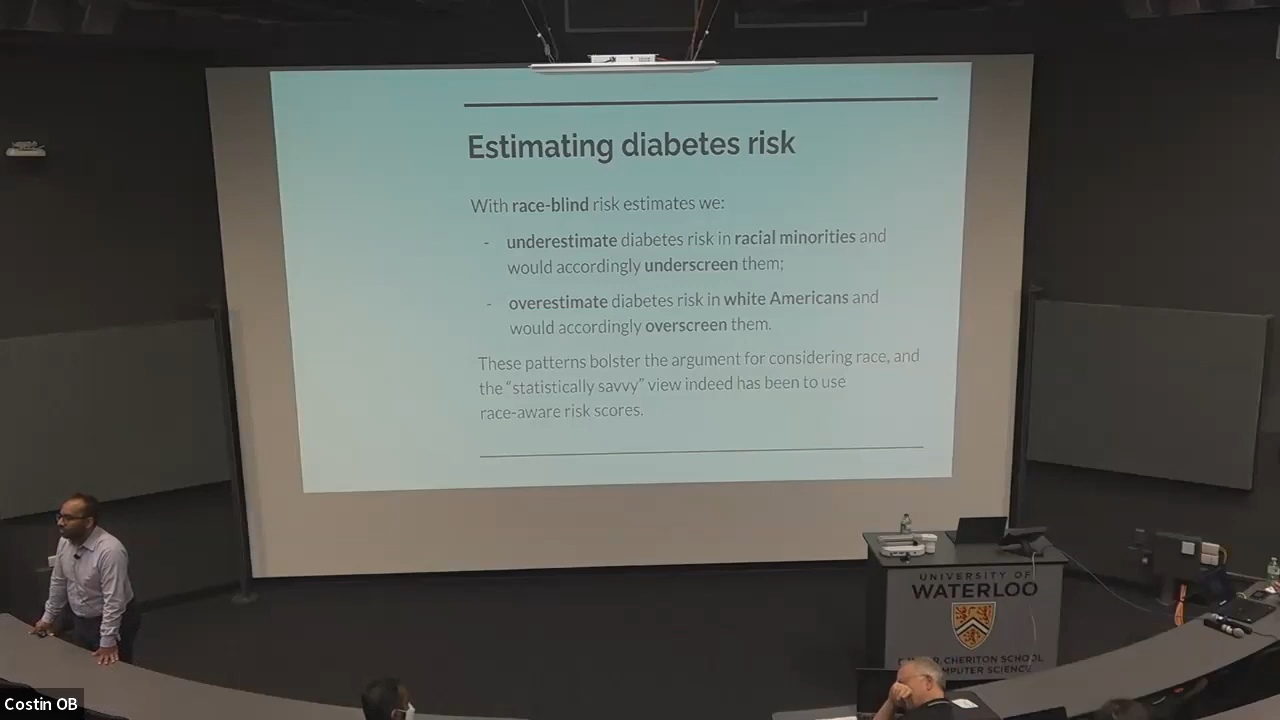 Estimating diabetes risk
With race-blind risk estimates we:
- underestimate diabetes risk in racial minorities and
would accordingly underscreen them;
- overestimate diabetes risk in white Americans and
would accordingly overscreen them.
These patterns bolster the argument for considering race, and
the “statistically savvy” view indeed has been to use
race-aware risk scores.
UNIVERSITY OF
WATERLOO
R. CHERITON SCHOOL
COMPUTER SCIENCE
Costin OB